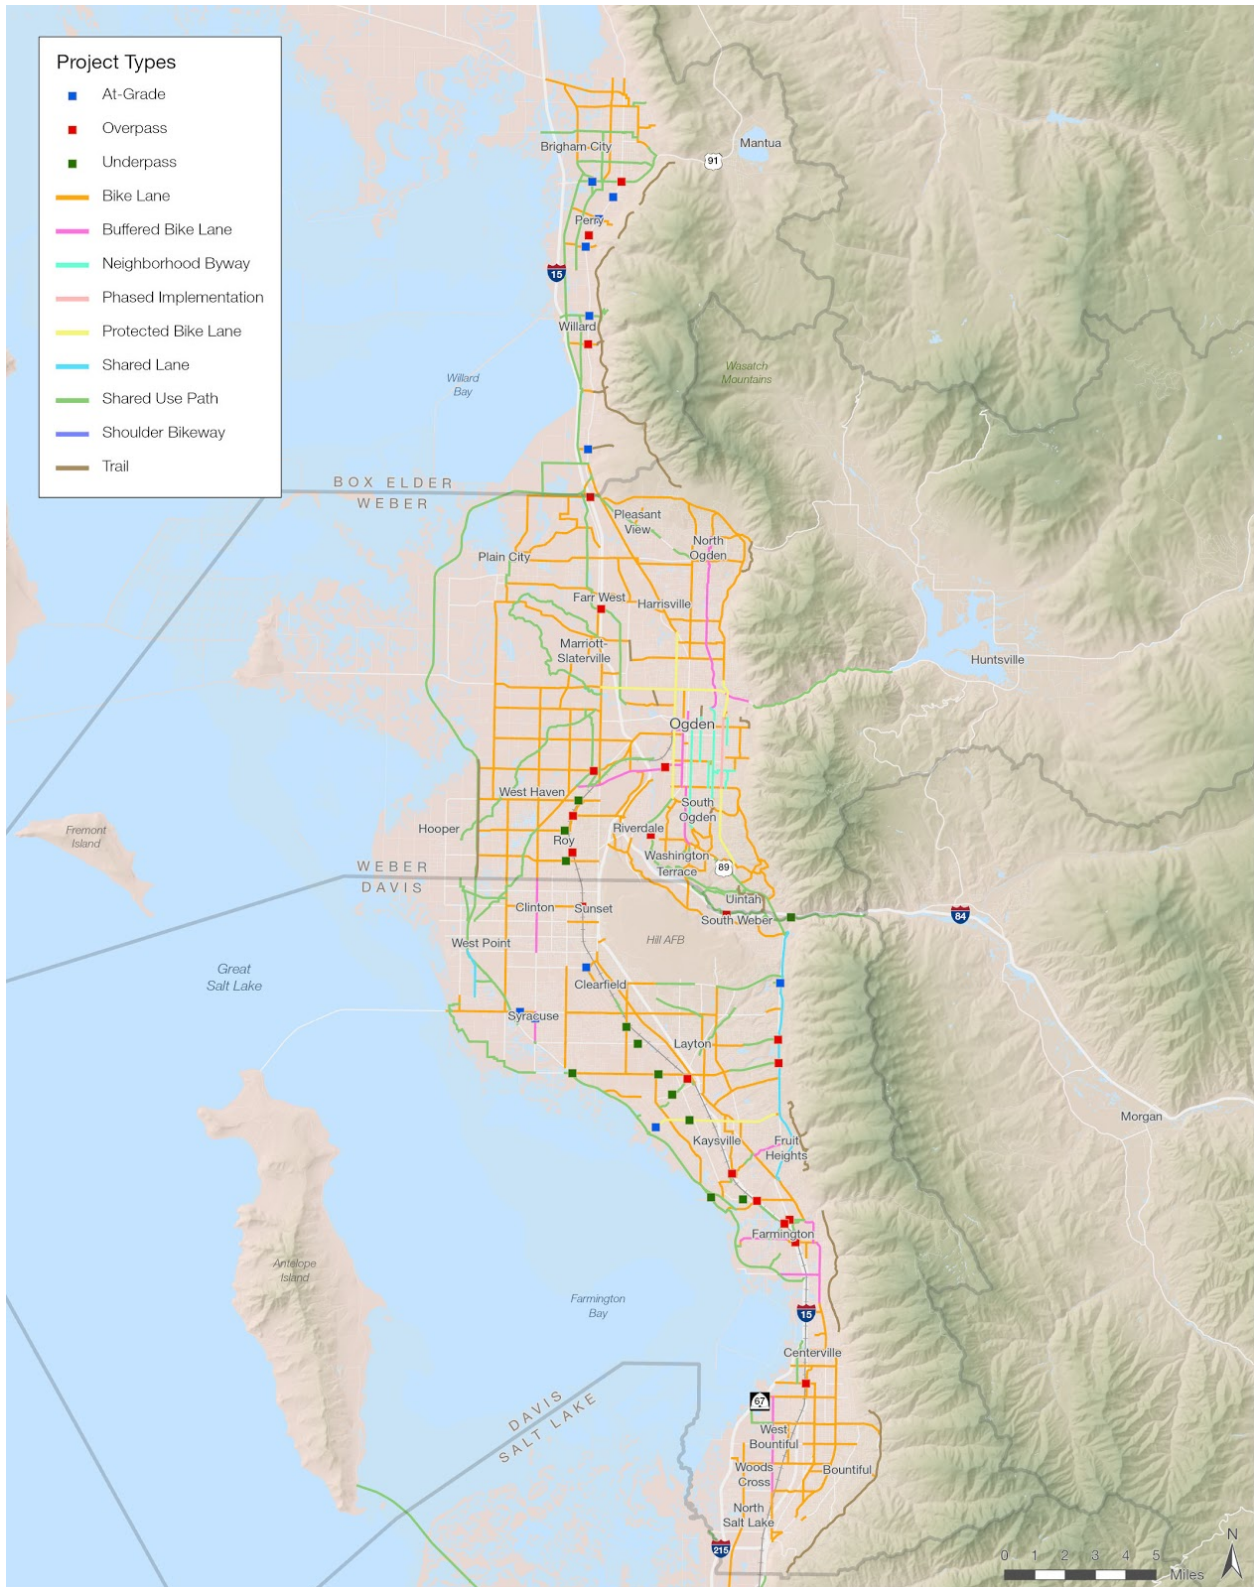 Project Types
At-Grade
Overpass
Underpass
Bike Lane
Buffered Bike Lane
Neighborhood Byway
Phased Implementation
Protected Bike Lane
Shared Lane
Shared Use Path
Shoulder Bikeway
Trail
Brigham City
91
Mantua
Perry
15
Willard
Willard
Bay
Wasatch
Mountains
BOX ELDER
WEBER
Pleasant
View
North
Ogden
Plain City
Farr West
Harrisville
Marriott-
Slaterville
Huntsville
Ogden
West Haven
South
Ogden
Hooper
Riverdale
Roy
Fremont
Island
Washington
Terrace
89
WEBER
DAVIS
Uintah
Clinton
Sunset
South Weber
84
West Point
Hill AFB
Great
Salt Lake
Clearfield
Syracuse
Layton
Morgan
Kaysville
Fruit
Heights
Farmington
Antelope
Island
Farmington
Bay
15
Centerville
DAVIS
SALT LAKE
67
West
Bountiful
Woods
Cross
Bountiful
North
Salt Lake
215
N
0 1 2 3 4 5
Miles